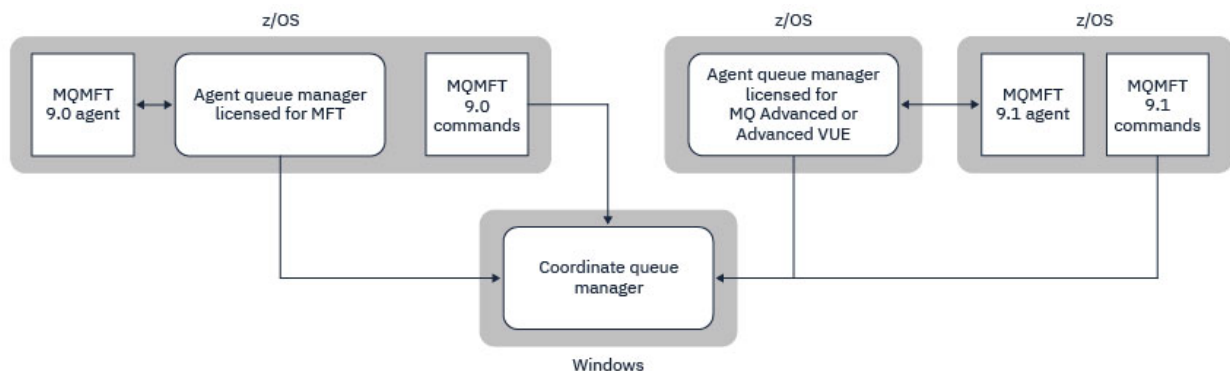 z/OS
z/OS
z/OS
MQMFT
9.0 agent
Agent queue manager
licensed for MFT
MQMFT
9.0
commands
Agent queue manager
licensed for
MQ Advanced or
Advanced VUE
MQMFT
9.1 agent
MQMFT
9.1
commands
Coordinate queue
manager
Windows